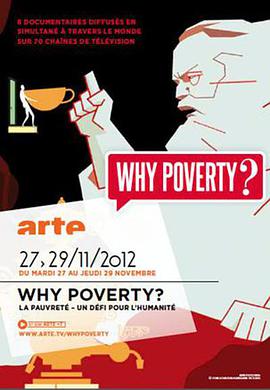 8 DOCUMENTAIRES DIFFUSÉS EN
SIMULTANÉ À TRAVERS LE MONDE
SUR 70 CHAÎNES DE TÉLÉVISION
WHY POVERTY?
arte
27, 29/11/2012
DU MARDI 27 AU JEUDI 29 NOVEMBRE
WHY POVERTY?
LA PAUVRETÉ – UN DÉFI POUR L'HUMANITÉ
WWW.ARTE.TV/WHYPOVERTY